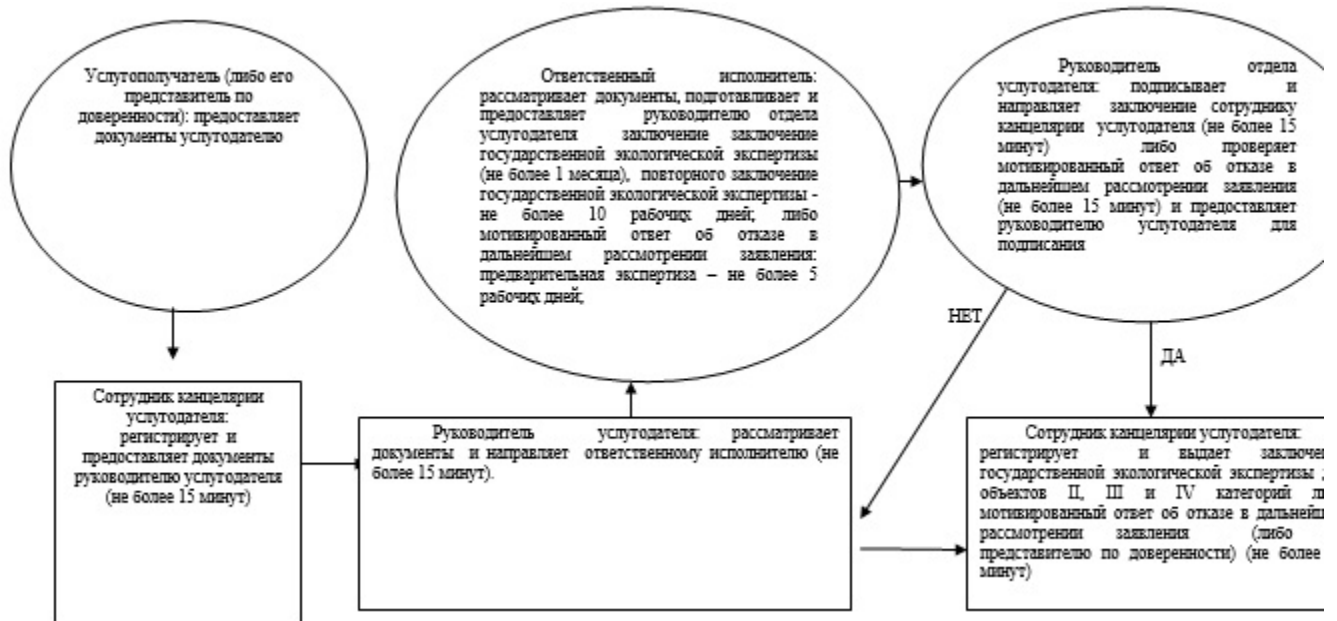 Услугополучатель (либо его
представитель по
доверенности): предоставляет
документы услугодателю
Сотрудник канцелярии
услугодателя:
регистрирует и
предоставляет документы
руководителю услугодателя
(не более 15 минут)
Руководитель услугодателя: рассматривает
документы и направляет ответственному исполнителю (не
более 15 минут).
Ответственный исполнитель:
рассматривает документы, подготавливает и
предоставляет руководителю отдела
услугодателя заключение заключение
государственной экологической экспертизы
(не более 1 месяца), повторного заключение
государственной экологической экспертизы -
не более 10 рабочих дней; либо
мотивированный ответ об отказе в
дальнейшем рассмотрении заявления:
предварительная экспертиза – не более 5
рабочих дней;
Руководитель отдела
услугодателя: подписывает и
направляет заключение сотруднику
канцелярии услугодателя (не более 15
минут) либо проверяет
мотивированный ответ об отказе в
дальнейшем рассмотрении заявления
(не более 15 минут) и предоставляет
руководителю услугодателя для
подписания
НЕТ
ДА
Сотрудник канцелярии услугодателя:
регистрирует и выдает
государственной экологической экспертизы
объектов II, III и IV категорий
мотивированный ответ об отказе в
рассмотрении заявления (либо
представителю по доверенности) (не более
минут)